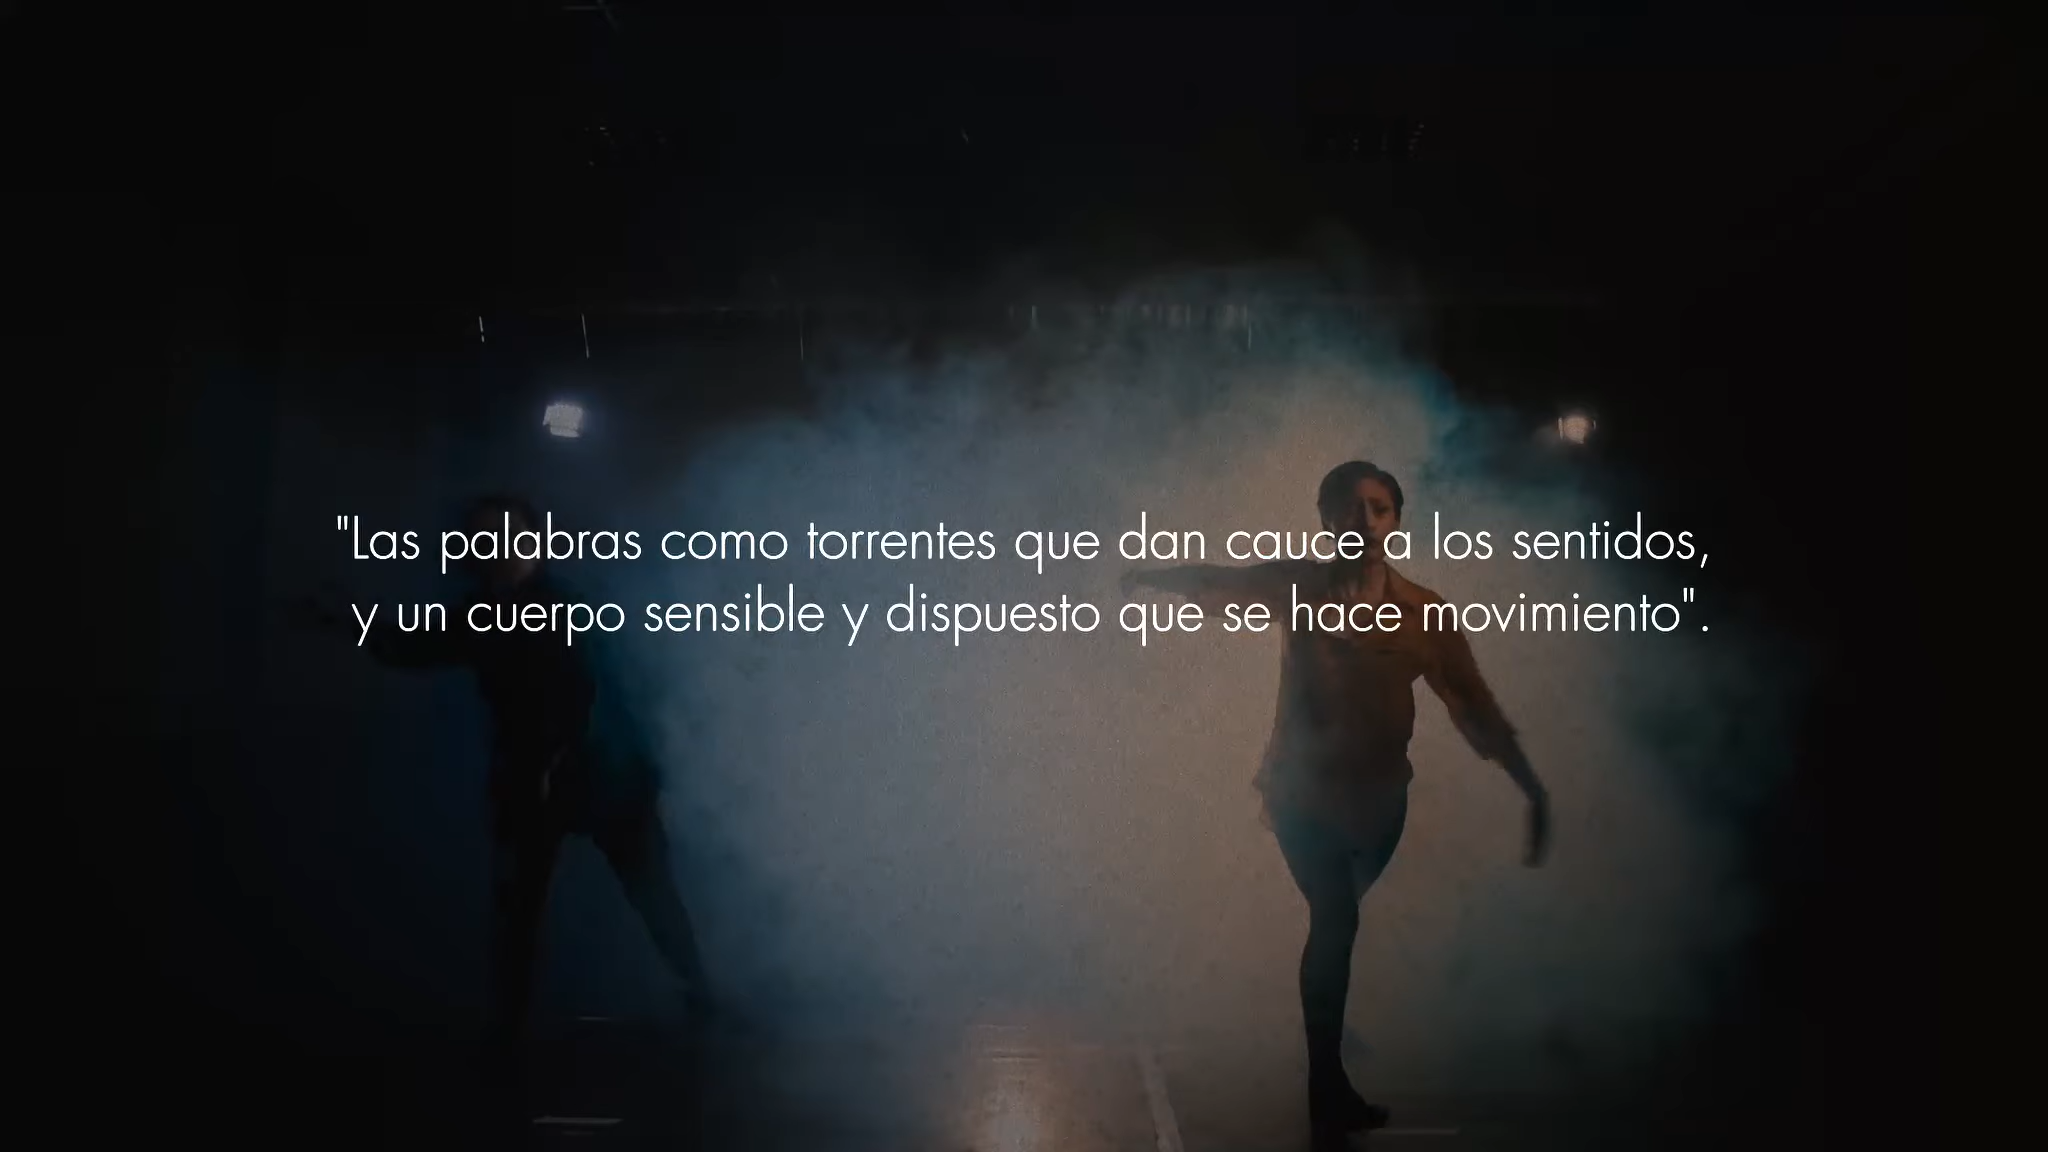 "Las palabras como torrentes que dan cauce a los sentidos,
y un cuerpo sensible y dispuesto que se hace movimiento".